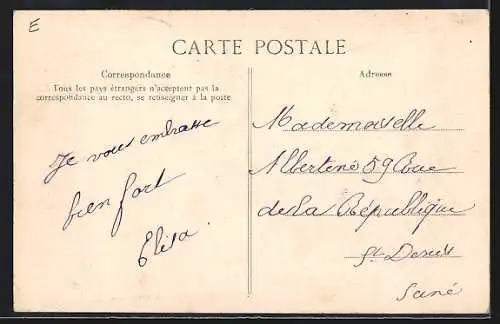 E
CARTE POSTALE
Correspondance
Tous les pays étrangers n'acceptent pas la
correspondance au recto, se renseigner à la poste
Je vous embrasse
bien fort
Elisa
Adresse
Mademoiselle
Albertine 59 Rue
de la République
St Denis